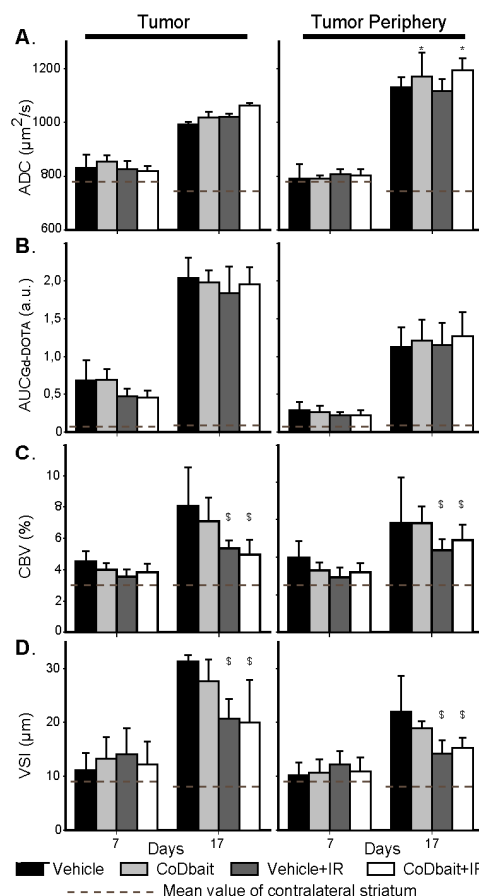 Tumor
Tumor Periphery
A.
* *
1200
1000
800
600
ADC (µm²/s)
B.
2,0
1,5
1,0
0,5
0
AUCGd-DOTA (a.u.)
C.
10
8
6
4
2
0
CBV (%)
$ $
$ $
D.
30
20
10
0
VSI (µm)
$ $
$ $
7 Days 17
7 Days 17
Vehicle CoDbait Vehicle+IR CoDbait+IR
Mean value of contralateral striatum